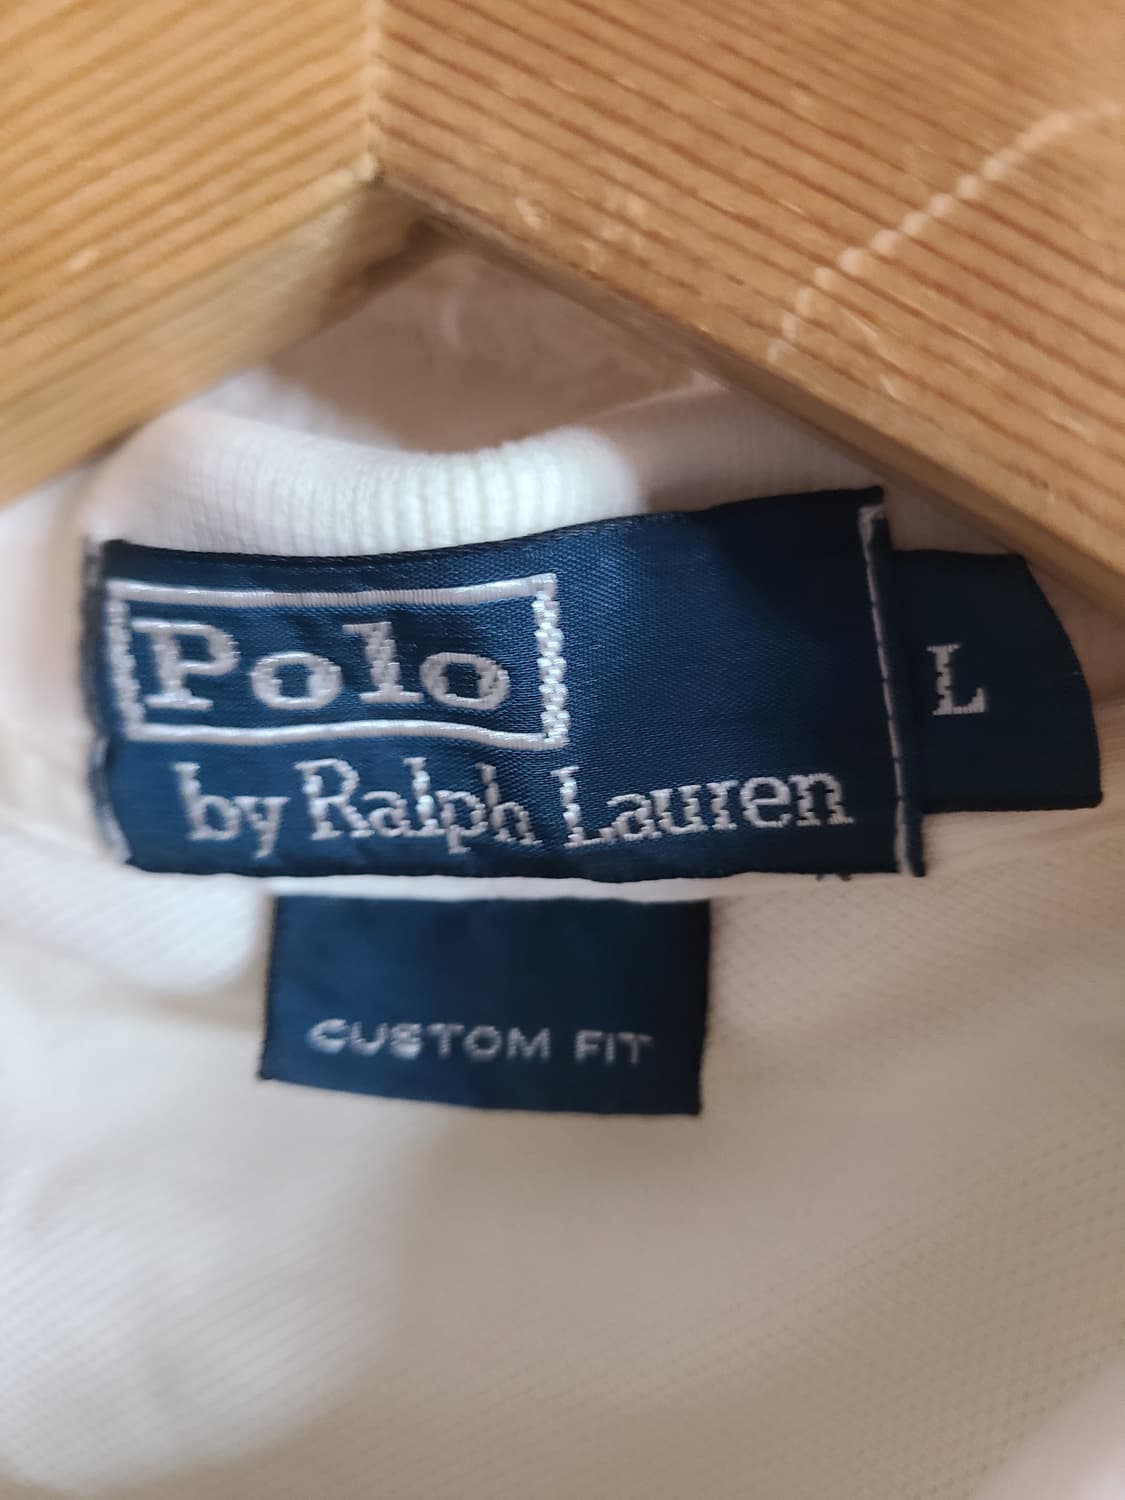 Polo
by Ralph Lauren
L
CUSTOM FIT